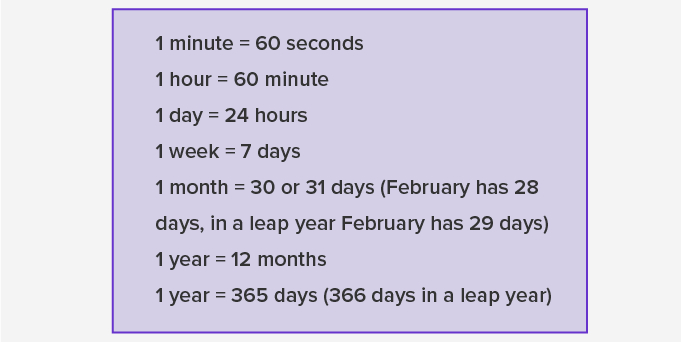 1 minute = 60 seconds
1 hour = 60 minute
1 day = 24 hours
1 week = 7 days
1 month = 30 or 31 days (February has 28
days, in a leap year February has 29 days)
1 year = 12 months
1 year = 365 days (366 days in a leap year)